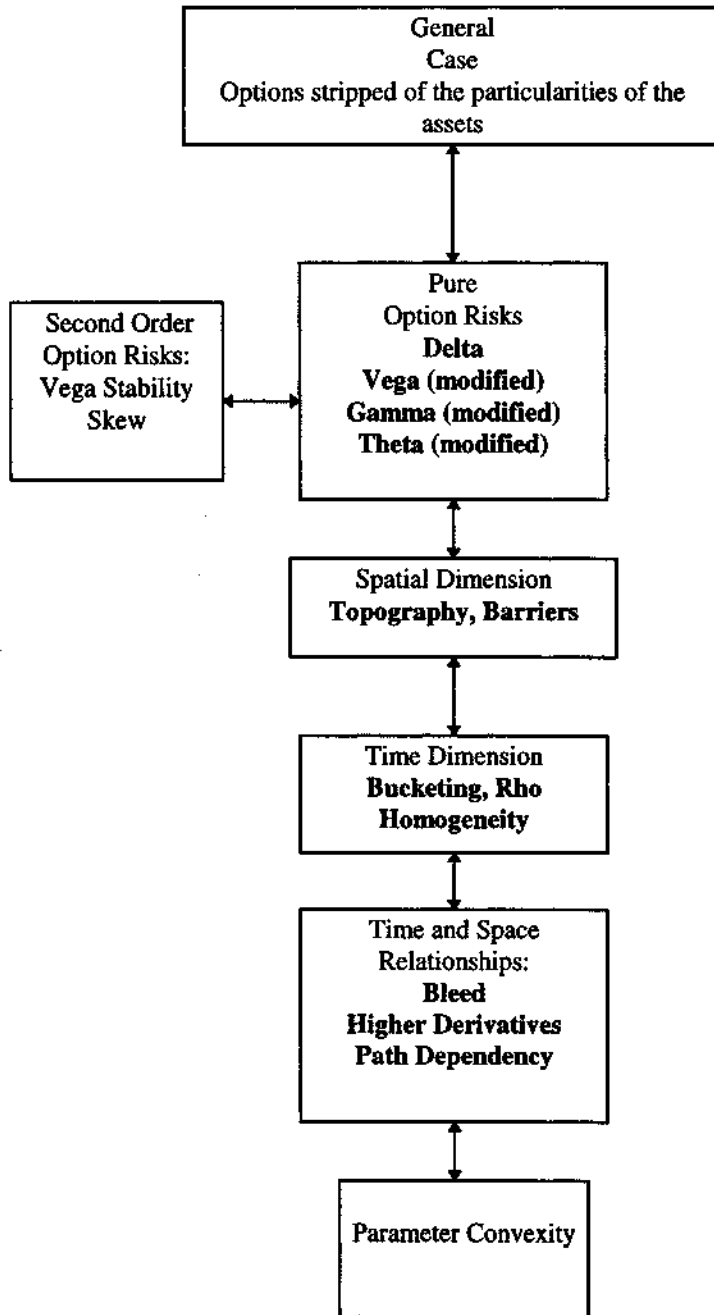 General
Case
Options stripped of the particularities of the
assets
Pure
Option Risks
Delta
Vega (modified)
Gamma (modified)
Theta (modified)
Second Order
Option Risks:
Vega Stability
Skew
Spatial Dimension
Topography, Barriers
Time Dimension
Bucketing, Rho
Homogeneity
Time and Space
Relationships:
Bleed
Higher Derivatives
Path Dependency
Parameter Convexity